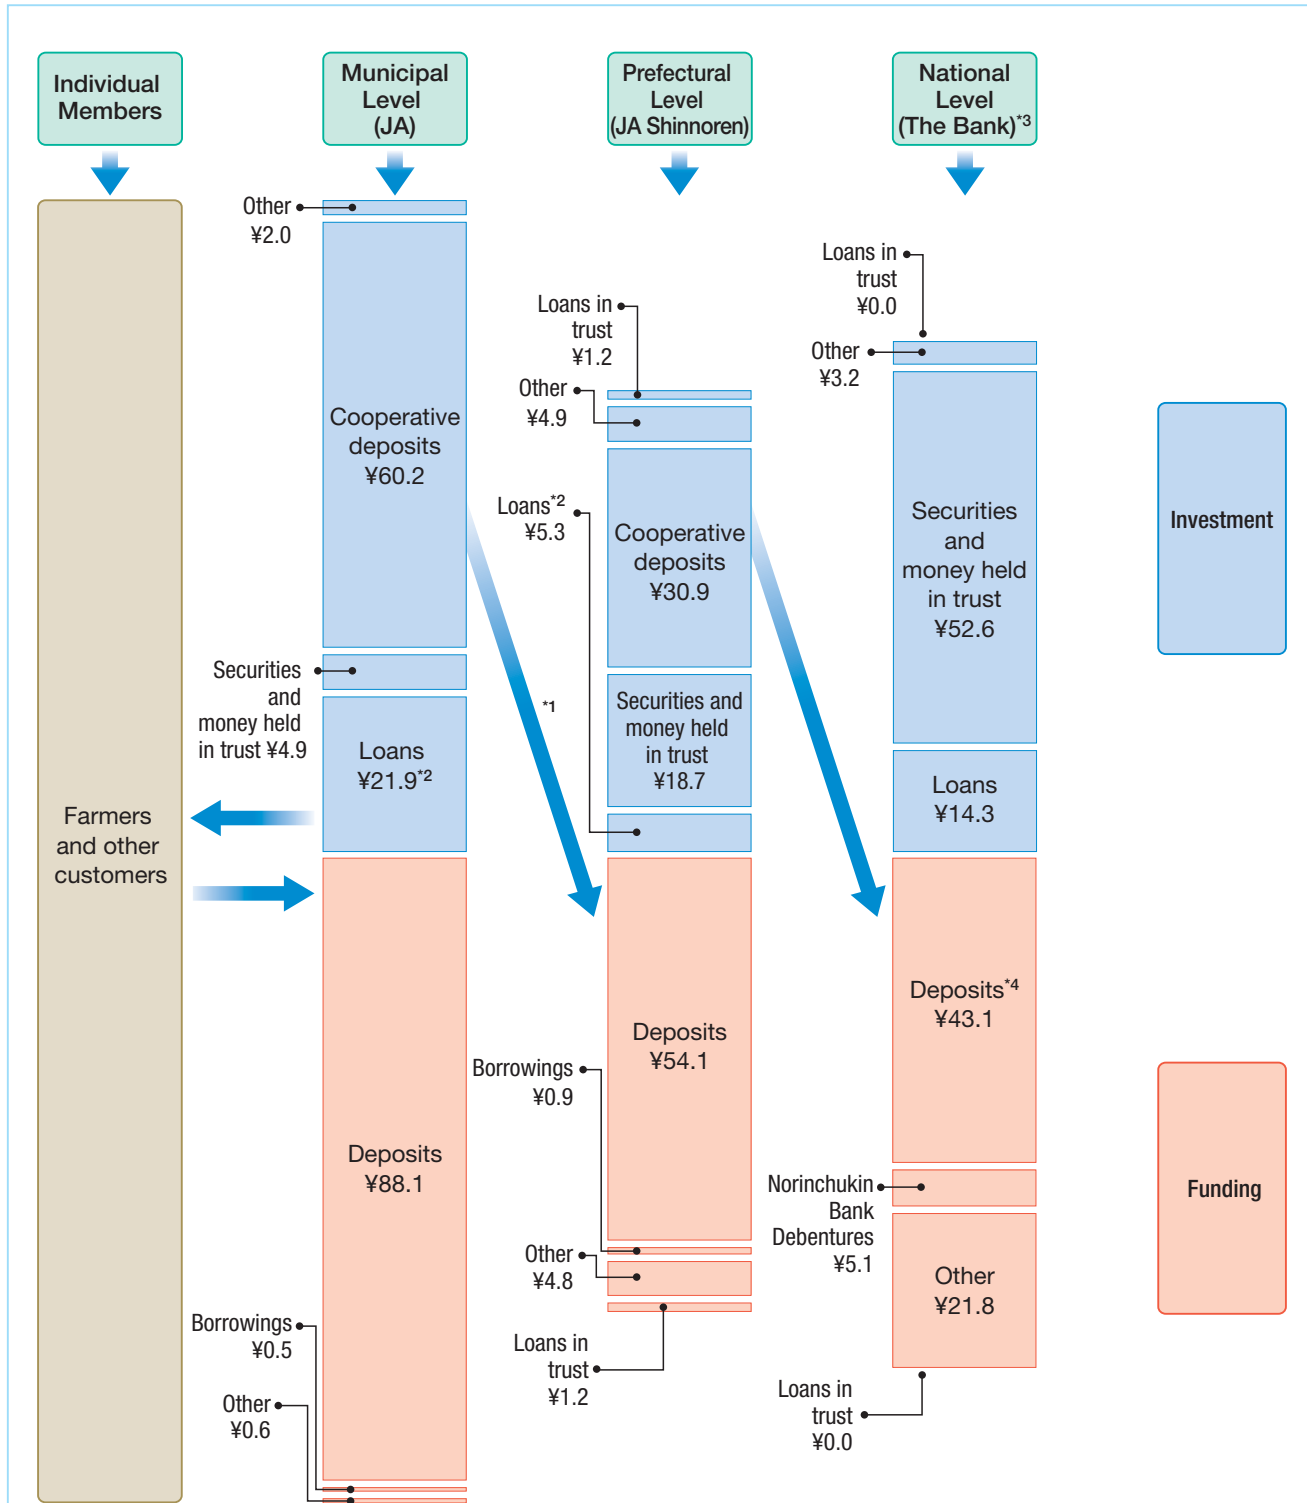 Individual
Members
Municipal
Level
(JA)
Prefectural
Level
(JA Shinnoren)
National
Level
(The Bank)*3
Farmers
and other
customers
Other
¥2.0
Cooperative
deposits
¥60.2
Securities
and
money held
in trust ¥4.9
Loans
¥21.9*2
Deposits
¥88.1
Borrowings
¥0.5
Other
¥0.6
*1
Loans in
trust
¥1.2
Other
¥4.9
Loans*2
¥5.3
Cooperative
deposits
¥30.9
Securities and
money held
in trust
¥18.7
Deposits
¥54.1
Borrowings
¥0.9
Other
¥4.8
Loans in
trust
¥1.2
Loans in
trust
¥0.0
Other
¥3.2
Securities
and
money held
in trust
¥52.6
Loans
¥14.3
Deposits*4
¥43.1
Norinchukin
Bank
Debentures
¥5.1
Other
¥21.8
Loans in
trust
¥0.0
Investment
Funding